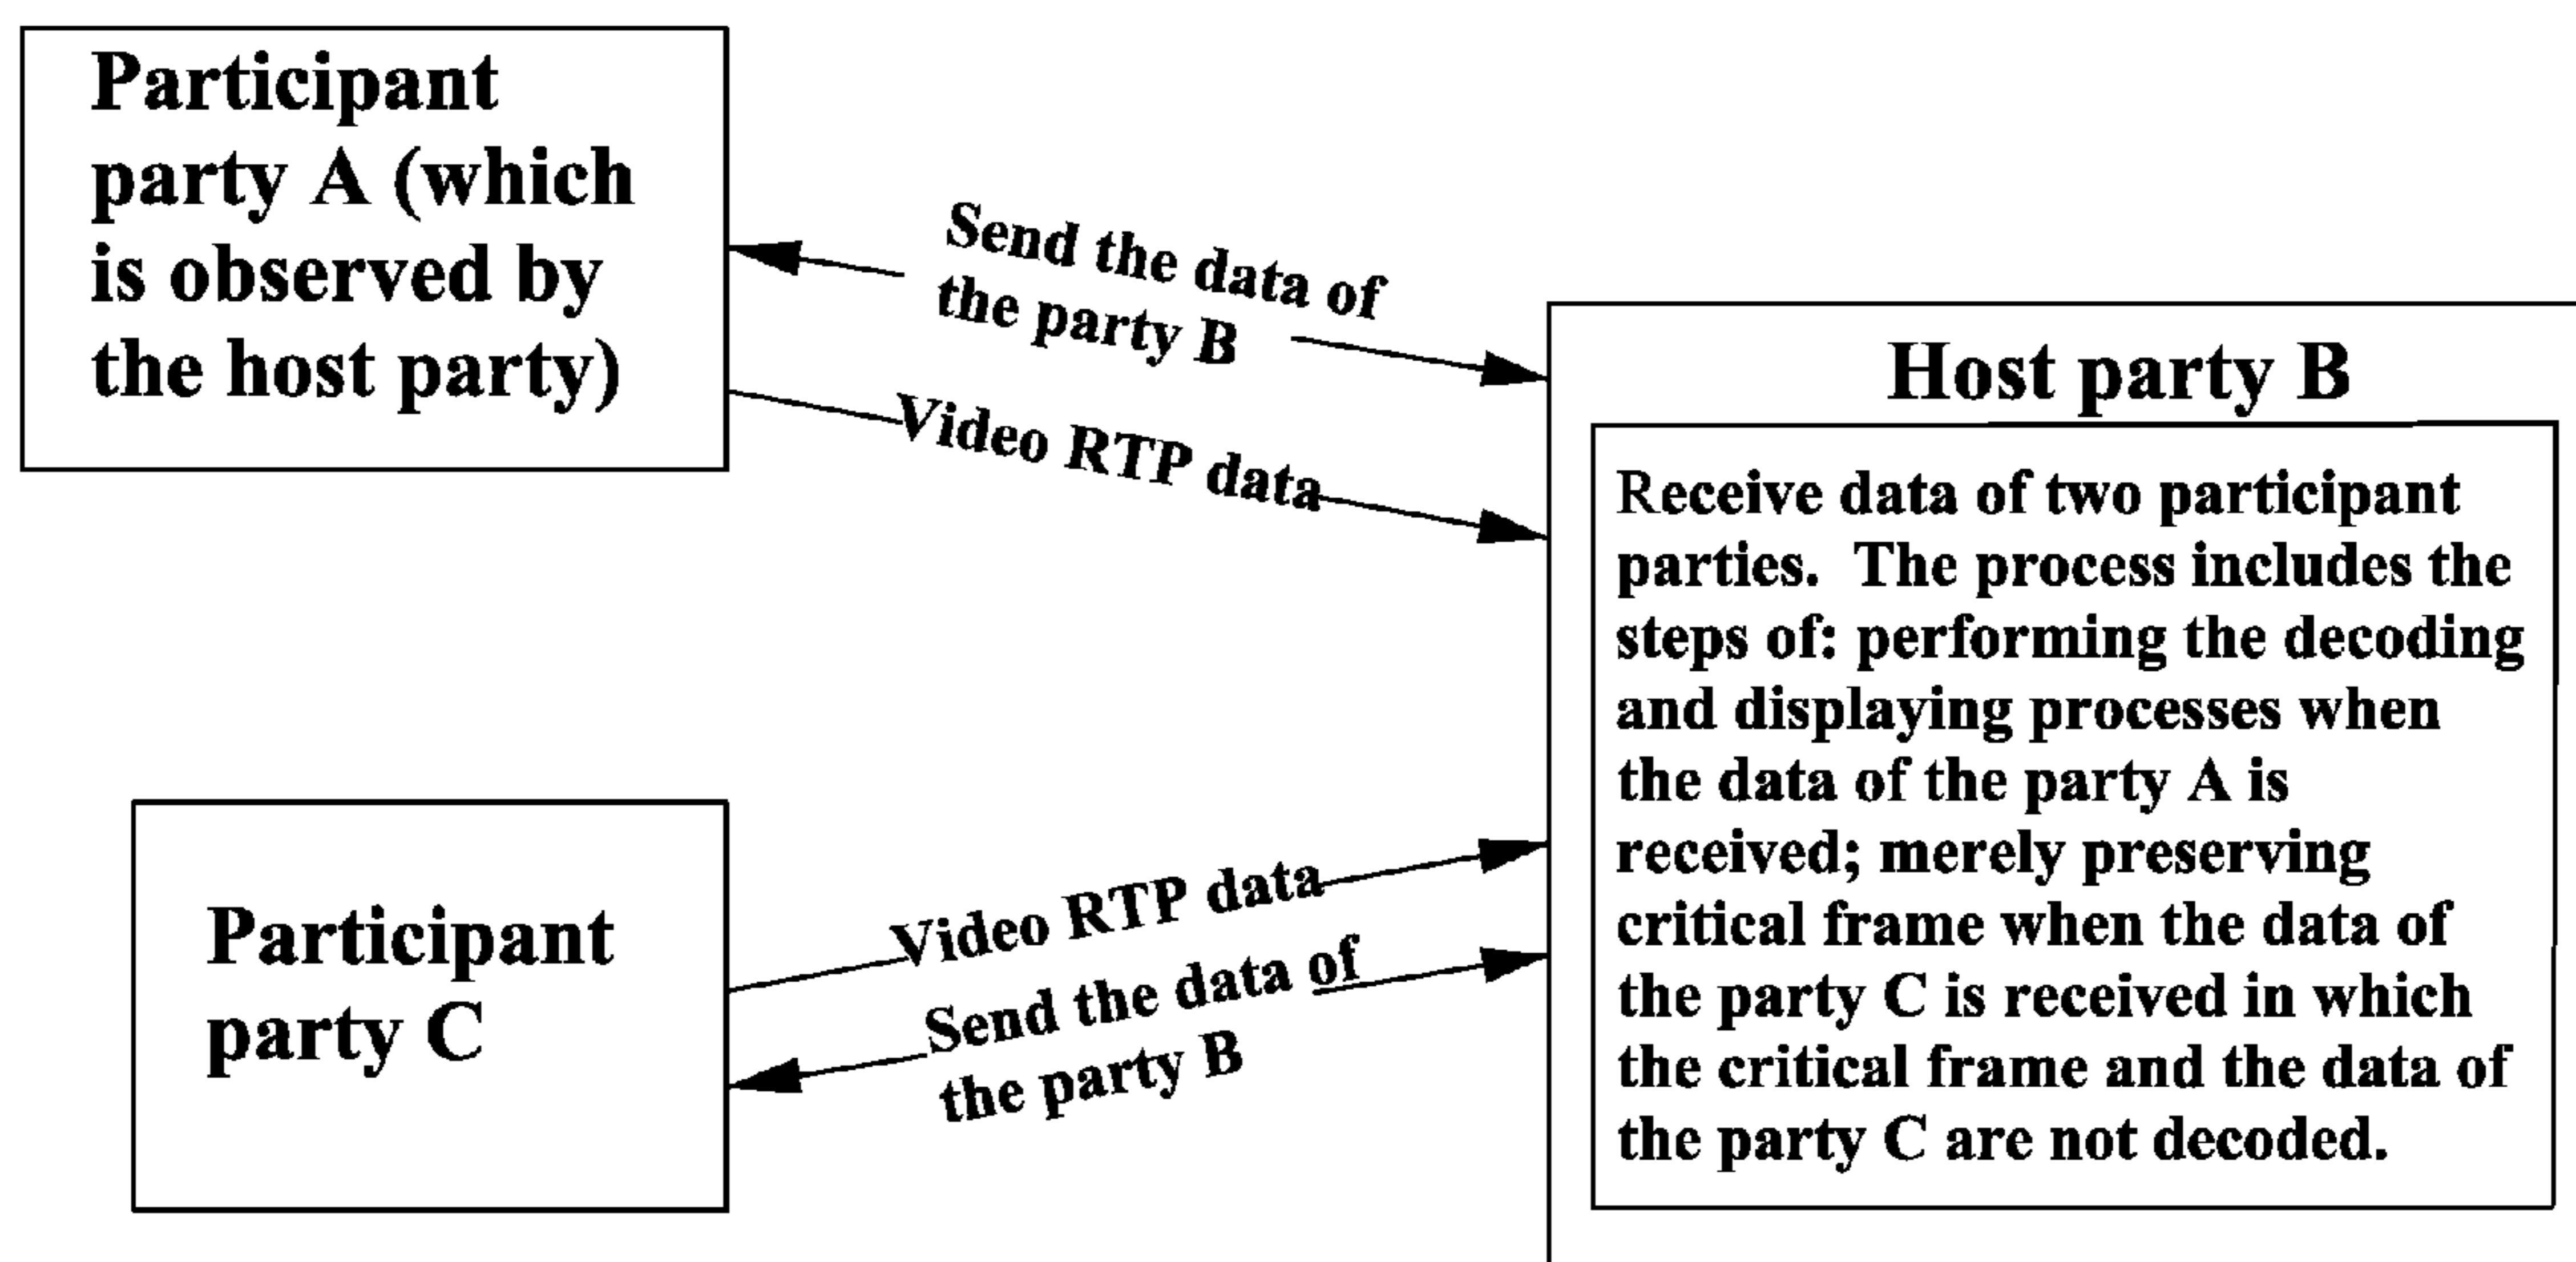 Participant
party A (which
is observed by
the host party)
Send the data of
the party B
Video RTP data
Host party B
Receive data of two participant
parties.  The process includes the
steps of: performing the decoding
and displaying processes when
the data of the party A is
received; merely preserving
critical frame when the data of
the party C is received in which
the critical frame and the data of
the party C are not decoded.
Participant
party C
Video RTP data
Send the data of
the party B